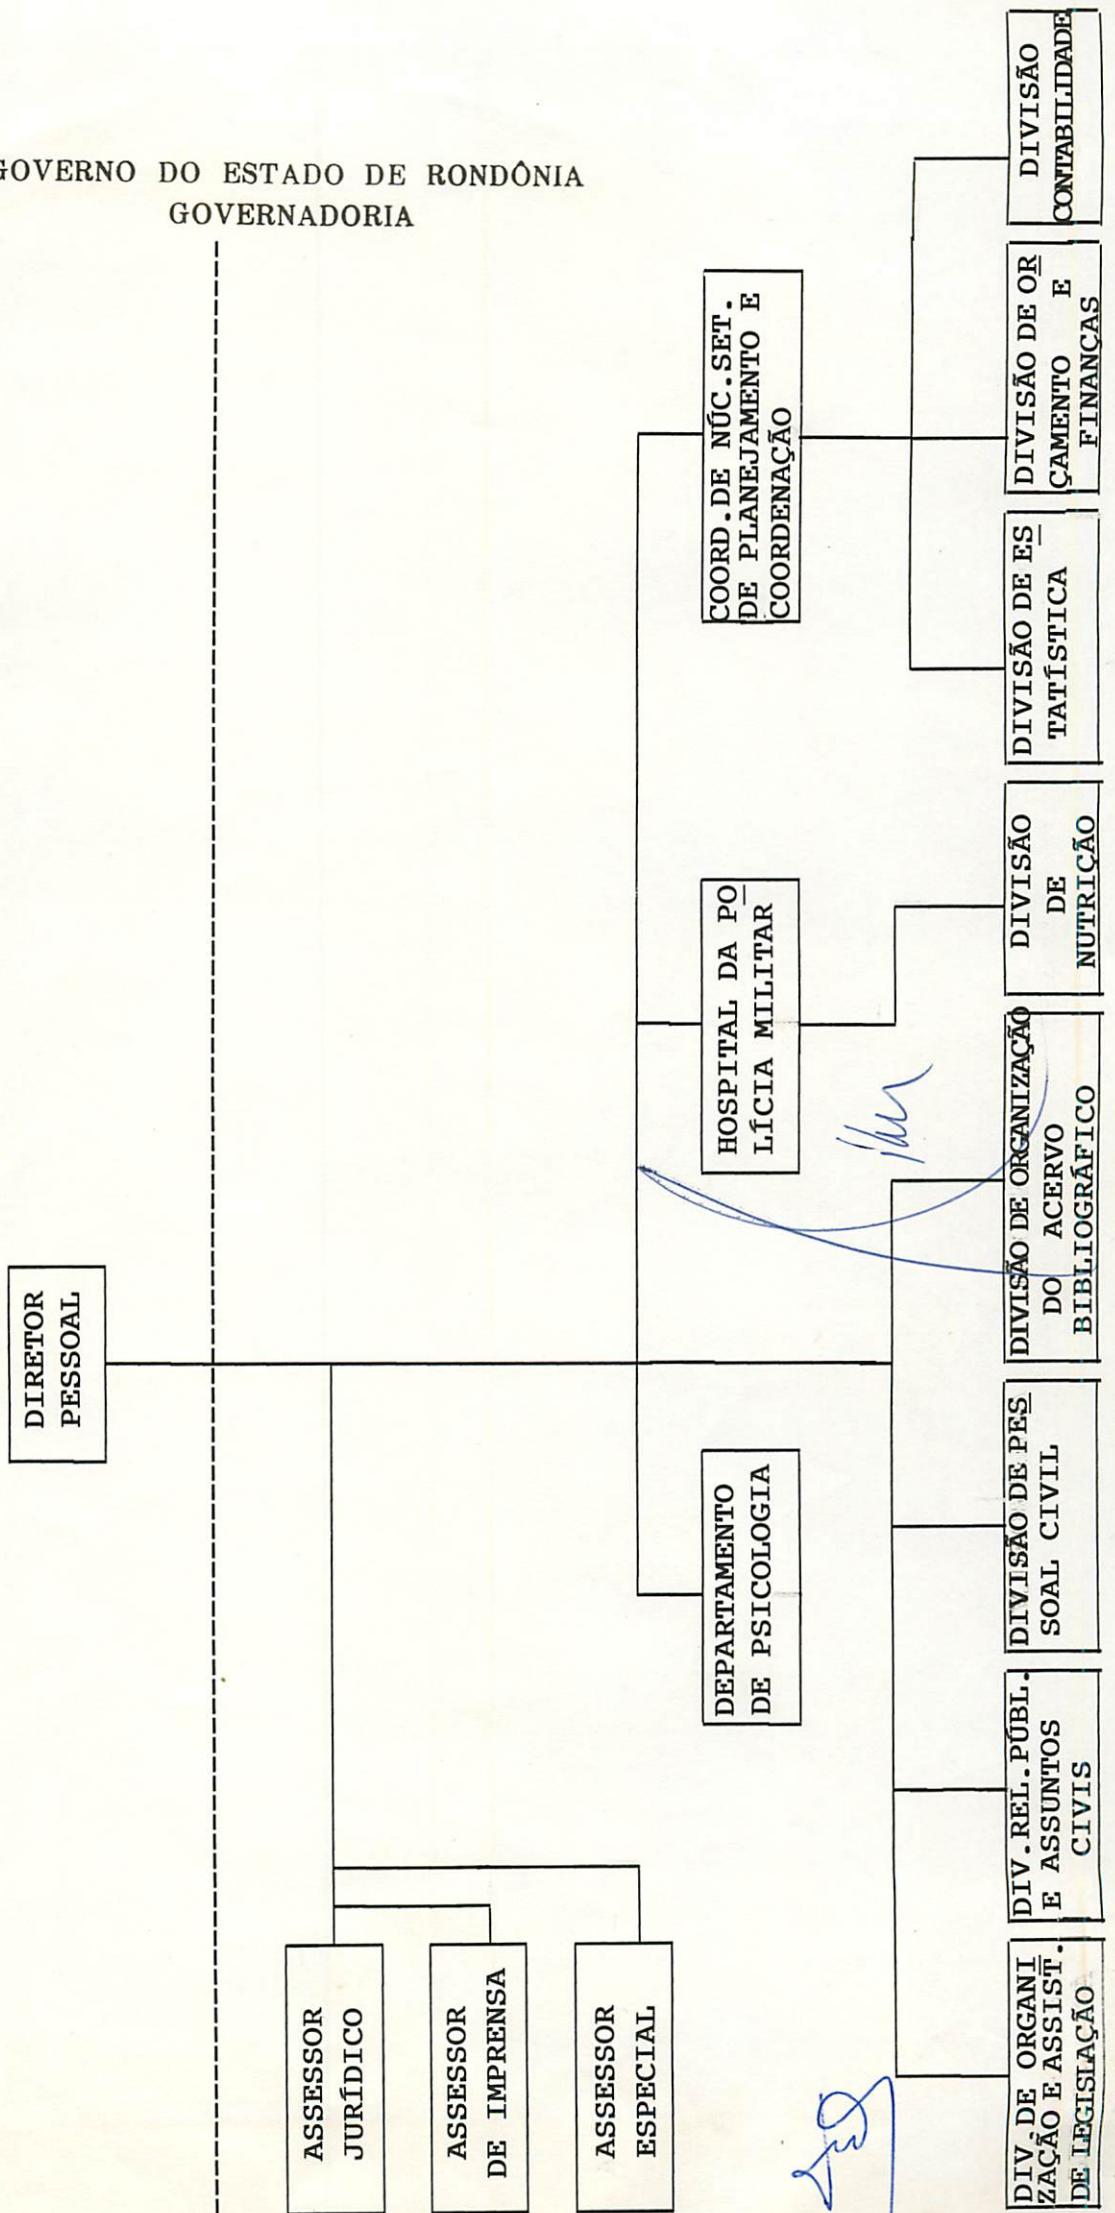 GOVERNO DO ESTADO DE RONDÔNIA
GOVERNADORIA
DIRETOR
PESSOAL
ASSESSOR
JURÍDICO
ASSESSOR
DE IMPRENSA
ASSESSOR
ESPECIAL
DEPARTAMENTO
DE PSICOLOGIA
HOSPITAL DA PO
LÍCIA MILITAR
COORD.DE NÚC.SET.
DE PLANEJAMENTO E
COORDENAÇÃO
DIV. DE ORGANI
ZAÇÃO E ASSIST.
DE LEGISLAÇÃO
DIV.REL.PÚBL.
E ASSUNTOS
CIVIS
DIVISÃO DE PES
SOAL CIVIL
DIVISÃO DE ORGANIZAÇÃO
DO ACERVO
BIBLIOGRÁFICO
DIVISÃO
DE
NUTRIÇÃO
DIVISÃO DE ES
TATÍSTICA
DIVISÃO DE OR
ÇAMENTO E
FINANÇAS
DIVISÃO
CONTABILIDADE